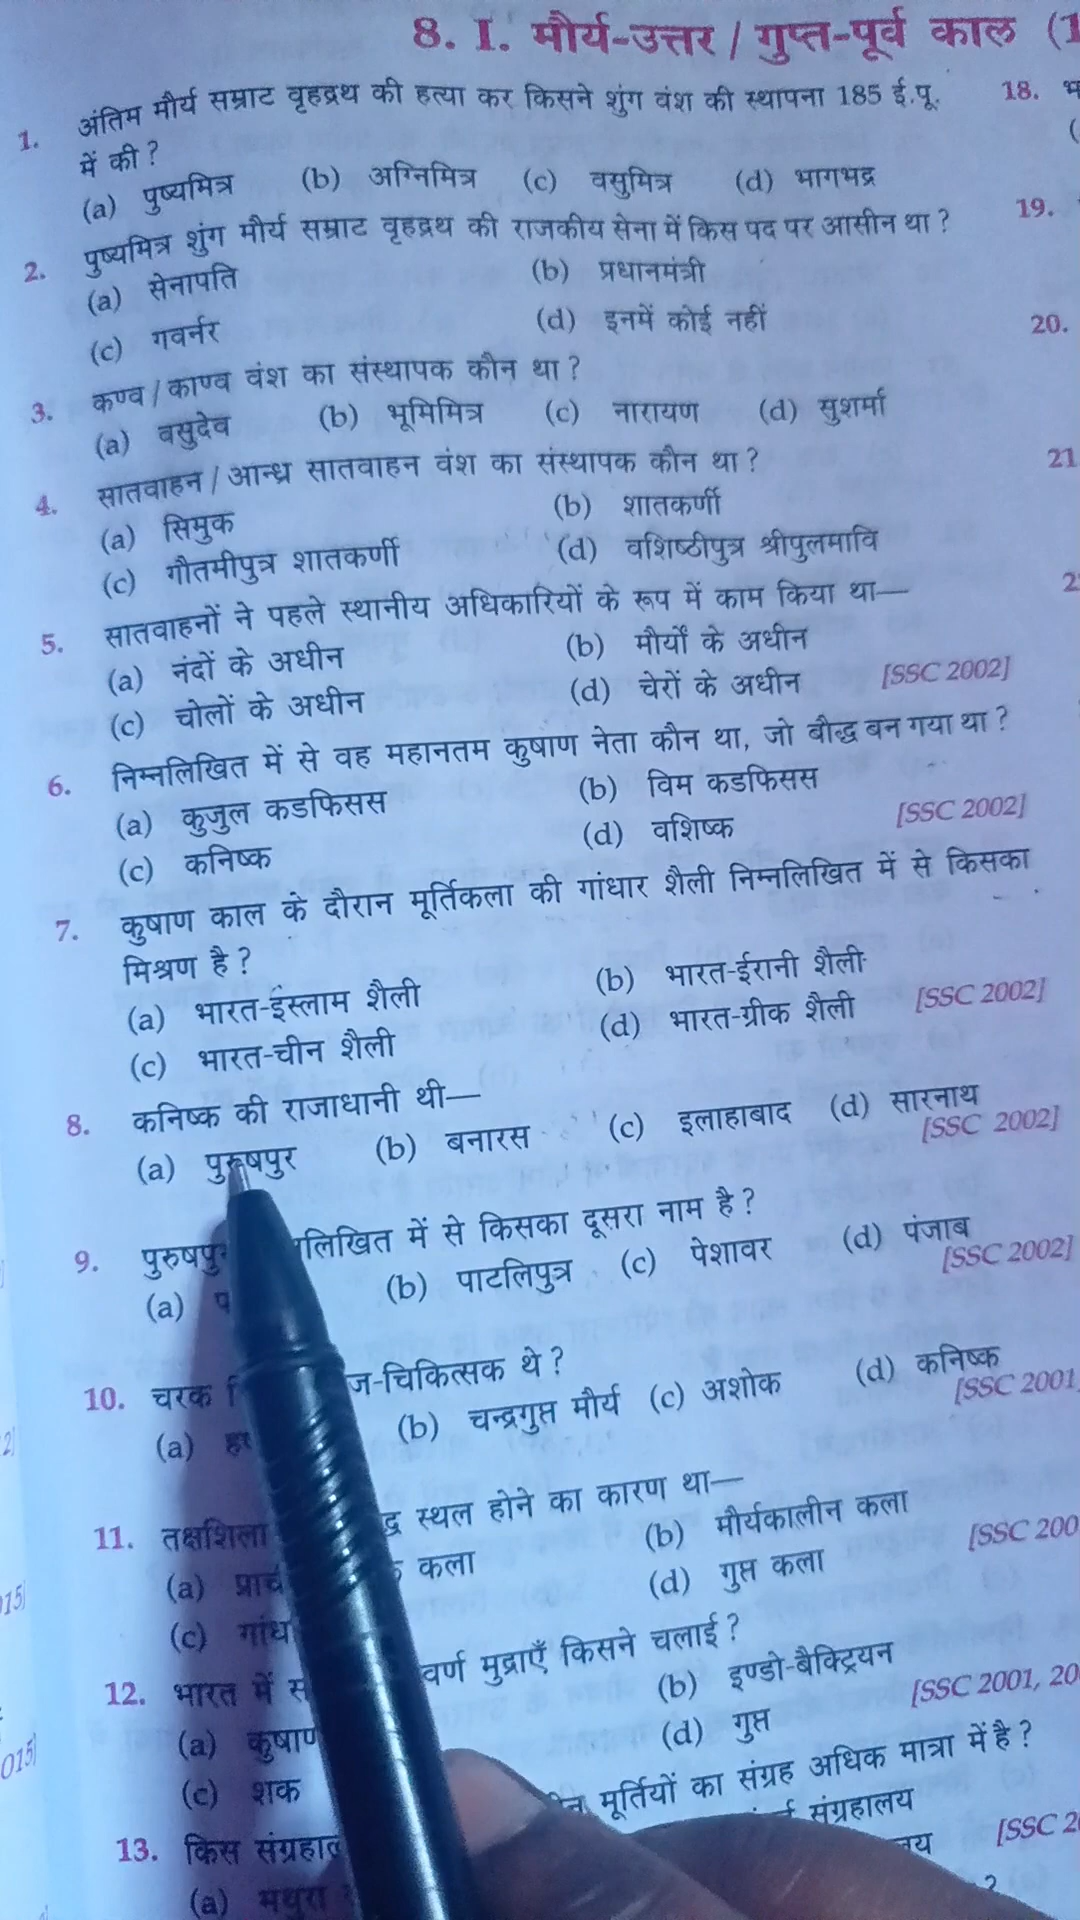 8. I. मौर्य-उत्तर / गुप्त-पूर्व काल (1
1. अंतिम मौर्य सम्राट वृहद्रथ की हत्या कर किसने शुंग वंश की स्थापना 185 ई.पू.
में की ?
(a) पुष्यमित्र (b) अग्निमित्र (c) वसुमित्र (d) भागभद्र
2. पुष्यमित्र शुंग मौर्य सम्राट वृहद्रथ की राजकीय सेना में किस पद पर आसीन था ?
(a) सेनापति (b) प्रधानमंत्री
(c) गवर्नर (d) इनमें कोई नहीं
3. कण्व / काण्व वंश का संस्थापक कौन था ?
(a) वसुदेव (b) भूमिमित्र (c) नारायण (d) सुशर्मा
4. सातवाहन / आन्ध्र सातवाहन वंश का संस्थापक कौन था ?
(a) सिमुक (b) शातकर्णी
(c) गौतमीपुत्र शातकर्णी (d) वशिष्ठीपुत्र श्रीपुलमावि
5. सातवाहनों ने पहले स्थानीय अधिकारियों के रूप में काम किया था—
(a) नंदों के अधीन (b) मौर्यों के अधीन
(c) चोलों के अधीन (d) चेरों के अधीन [SSC 2002]
6. निम्नलिखित में से वह महानतम कुषाण नेता कौन था, जो बौद्ध बन गया था ?
(a) कुजुल कडफिसस (b) विम कडफिसस
(c) कनिष्क (d) वशिष्क [SSC 2002]
7. कुषाण काल के दौरान मूर्तिकला की गांधार शैली निम्नलिखित में से किसका
मिश्रण है ?
(a) भारत-इस्लाम शैली (b) भारत-ईरानी शैली
(c) भारत-चीन शैली (d) भारत-ग्रीक शैली [SSC 2002]
8. कनिष्क की राजाधानी थी—
(a) पुरुषपुर (b) बनारस (c) इलाहाबाद (d) सारनाथ
[SSC 2002]
9. लिखित में से किसका दूसरा नाम है ?
(a) (b) पाटलिपुत्र (c) पेशावर (d) पंजाब
[SSC 2002]
10. चरक ज-चिकित्सक थे ?
(a) (b) चन्द्रगुप्त मौर्य (c) अशोक (d) कनिष्क
[SSC 2001
11. तक्षशिला स्थल होने का कारण था—
(a) कला (b) मौर्यकालीन कला
(c) (d) गुप्त कला [SSC 200
12. भारत में वर्ण मुद्राएँ किसने चलाई ?
(a) कुषाण (b) इण्डो-बैक्ट्रियन
(c) शक (d) गुप्त [SSC 2001, 20
13. किस मूर्तियों का संग्रह अधिक मात्रा में है ?
(a) मथुरा संग्रहालय
[SSC 2
18.
19.
20.
21
2